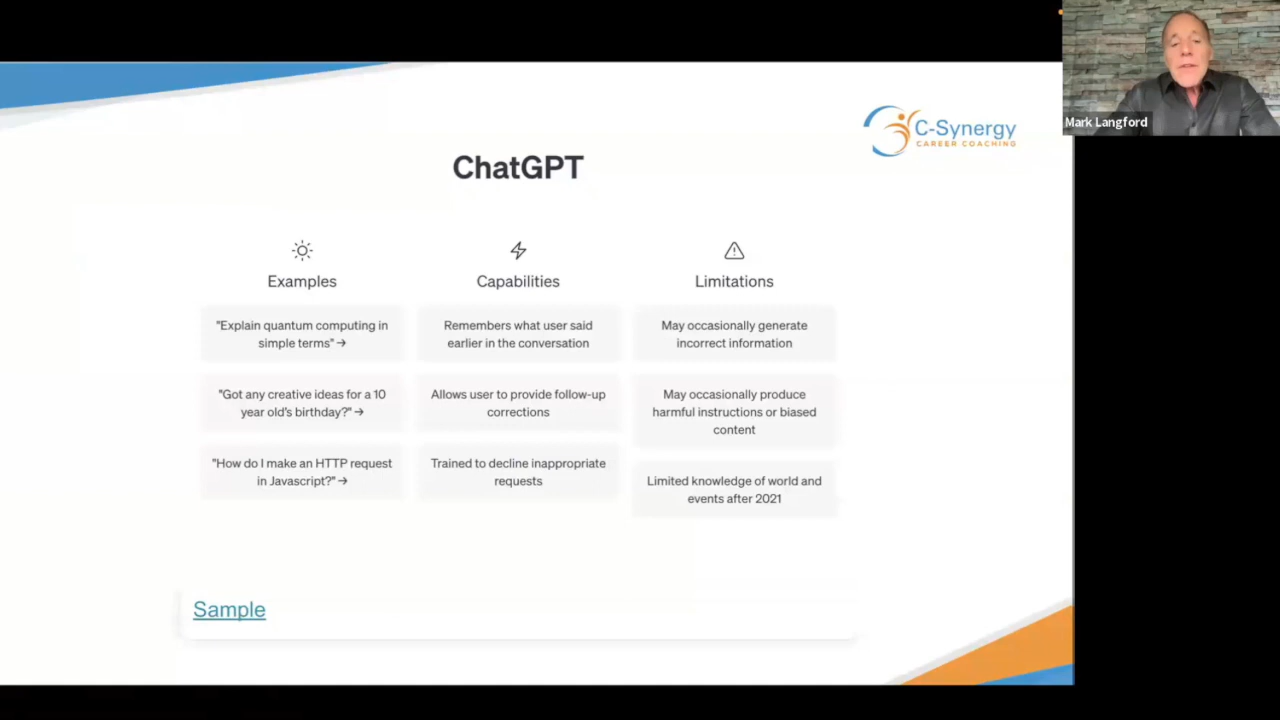 Mark Langford
C-Synergy
CAREER COACHING
ChatGPT
Examples
"Explain quantum computing in
simple terms" →
"Got any creative ideas for a 10
year old's birthday?" →
"How do I make an HTTP request
in Javascript?" →
Capabilities
Remembers what user said
earlier in the conversation
Allows user to provide follow-up
corrections
Trained to decline inappropriate
requests
Limitations
May occasionally generate
incorrect information
May occasionally produce
harmful instructions or biased
content
Limited knowledge of world and
events after 2021
Sample